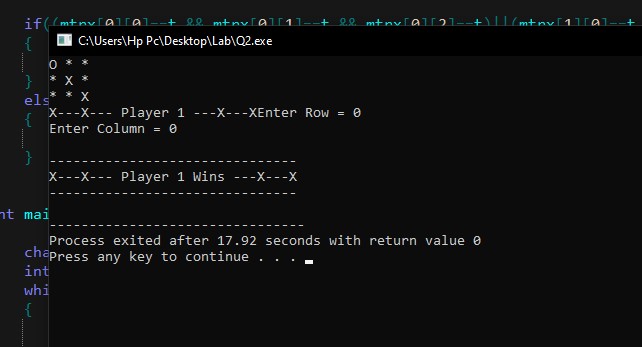 if((mtrx[0][0]==t && mtrx[0][1]==t && mtrx[0][2]==t)||(mtrx[1][0]==t
{
C:\Users\Hp Pc\Desktop\Lab\Q2.exe
O * *
} * X *
* * X
els X---X--- Player 1 ---X---XEnter Row = 0
{ Enter Column = 0
} -------------------------------
X---X--- Player 1 Wins ---X---X
-------------------------------
nt mai
--------------------------------
Process exited after 17.92 seconds with return value 0
cha Press any key to continue . . .
int
whi
{